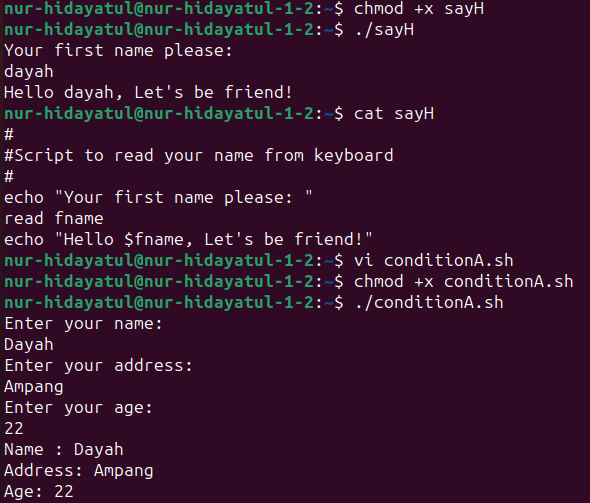 nur-hidayatul@nur-hidayatul-1-2:~$ chmod +x sayH
nur-hidayatul@nur-hidayatul-1-2:~$ ./sayH
Your first name please:
dayah
Hello dayah, Let's be friend!
nur-hidayatul@nur-hidayatul-1-2:~$ cat sayH
#
#Script to read your name from keyboard
#
echo "Your first name please: "
read fname
echo "Hello $fname, Let's be friend!"
nur-hidayatul@nur-hidayatul-1-2:~$ vi conditionA.sh
nur-hidayatul@nur-hidayatul-1-2:~$ chmod +x conditionA.sh
nur-hidayatul@nur-hidayatul-1-2:~$ ./conditionA.sh
Enter your name:
Dayah
Enter your address:
Ampang
Enter your age:
22
Name : Dayah
Address: Ampang
Age: 22